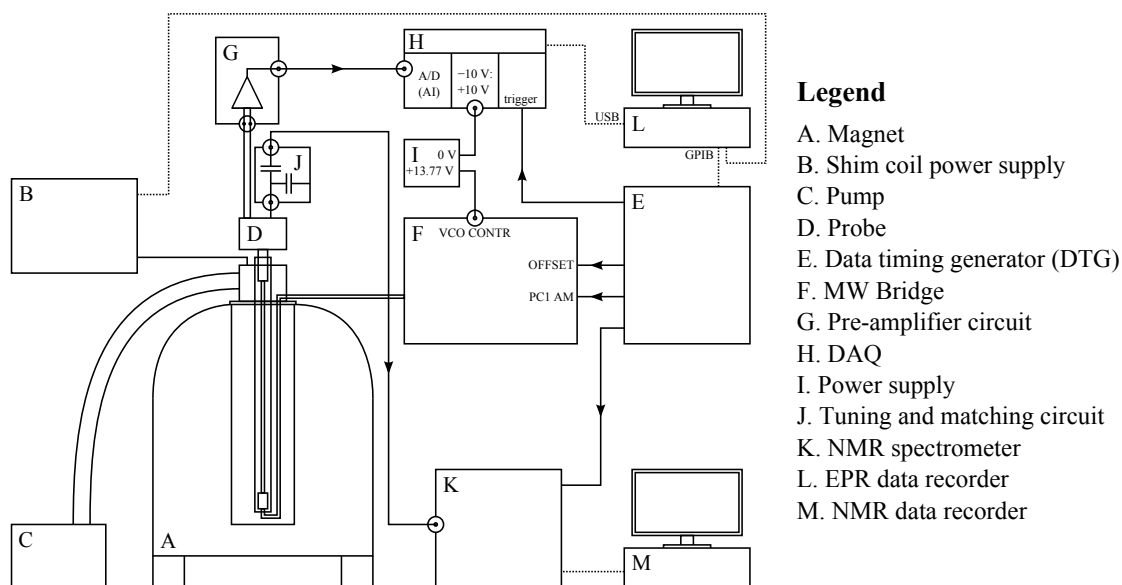 G
H
A/D
(AI)
−10 V:
+10 V
trigger
USB
L
GPIB
I
0 V
+13.77 V
J
B
D
F
VCO CONTR
OFFSET
PC1 AM
E
K
C
A
M
Legend
A. Magnet
B. Shim coil power supply
C. Pump
D. Probe
E. Data timing generator (DTG)
F. MW Bridge
G. Pre-amplifier circuit
H. DAQ
I. Power supply
J. Tuning and matching circuit
K. NMR spectrometer
L. EPR data recorder
M. NMR data recorder